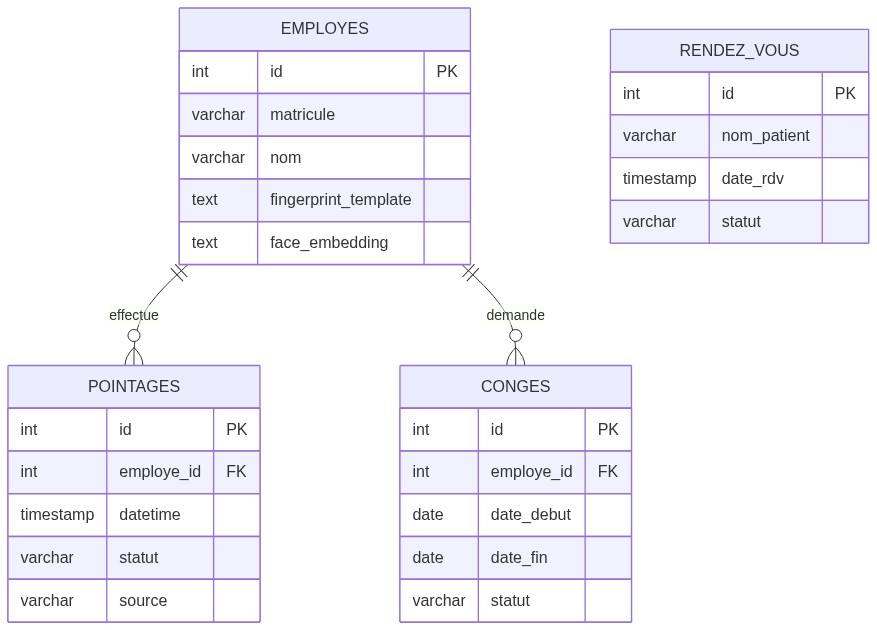 EMPLOYES
int id PK
varchar matricule
varchar nom
text fingerprint_template
text face_embedding
RENDEZ_VOUS
int id PK
varchar nom_patient
timestamp date_rdv
varchar statut
effectue
demande
POINTAGES
int id PK
int employe_id FK
timestamp datetime
varchar statut
varchar source
CONGES
int id PK
int employe_id FK
date date_debut
date date_fin
varchar statut